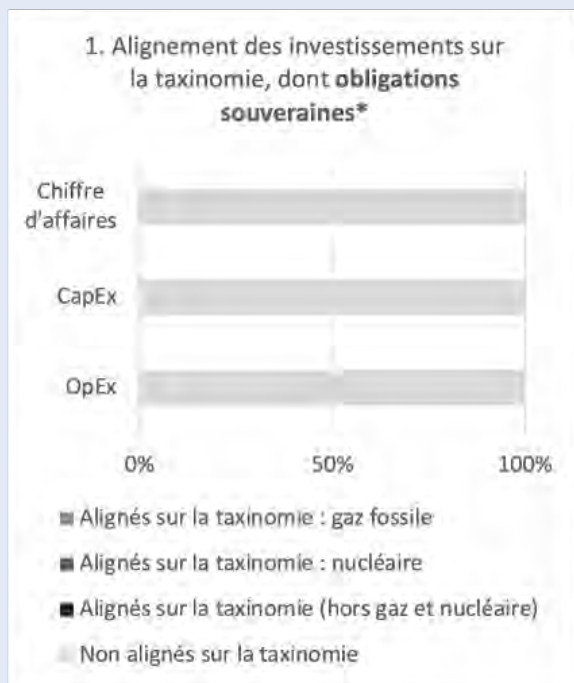 1. Alignement des investissements sur
la taxinomie, dont obligations
souveraines*
Chiffre
d'affaires
CapEx
OpEx
0% 50% 100%
Alignés sur la taxinomie : gaz fossile
Alignés sur la taxinomie : nucléaire
Alignés sur la taxinomie (hors gaz et nucléaire)
Non alignés sur la taxinomie